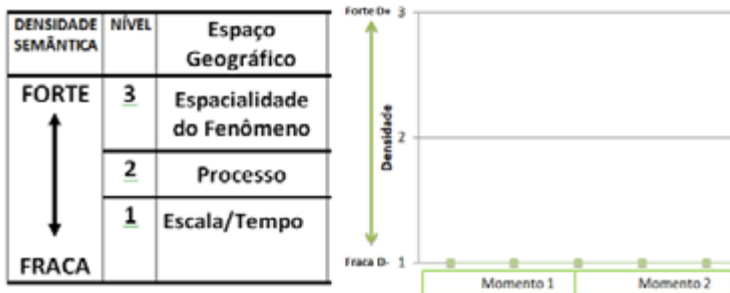 DENSIDADE SEMÂNTICA
NÍVEL
Espaço
Geográfico
FORTE
3
Espacialidade
do Fenômeno
2
Processo
1
Escala/Tempo
FRACA
Forte D+
3
Densidade
2
Fraca D-
1
Momento 1
Momento 2